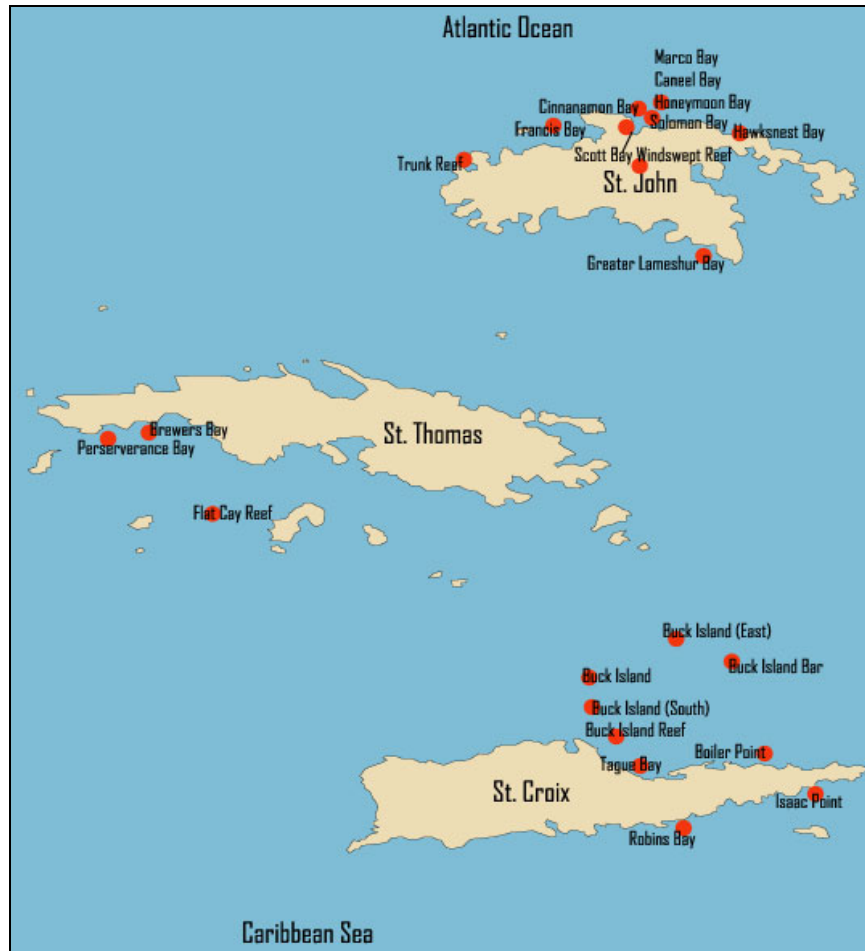 Atlantic Ocean
Marco Bay
Caneel Bay
Cinnanamon Bay
Honeymoon Bay
Francis Bay
Solomon Bay
Hawksnest Bay
Scott Bay Windswept Reef
Trunk Reef
St. John
Greater Lameshur Bay
Brewers Bay
St. Thomas
Perserverance Bay
Flat Cay Reef
Buck Island (East)
Buck Island Bar
Buck Island
Buck Island (South)
Buck Island Reef
Boiler Point
Tague Bay
St. Croix
Isaac Point
Robins Bay
Caribbean Sea